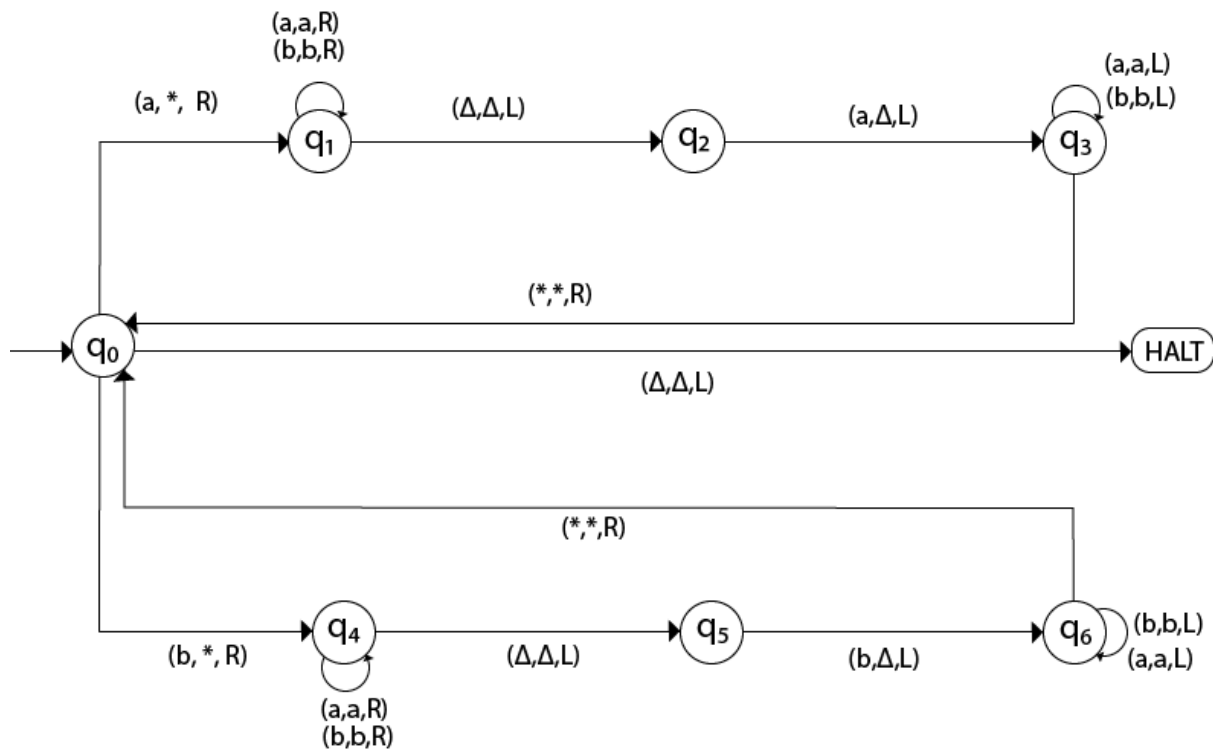 (a,a,R)
(b,b,R)
(a, *, R)
(Δ,Δ,L)
(a,Δ,L)
(a,a,L)
(b,b,L)
q₁
q₂
q₃
(*,*,R)
q₀
HALT
(Δ,Δ,L)
(*,*,R)
q₄
q₅
q₆
(b,b,L)
(a,a,L)
(b, *, R)
(Δ,Δ,L)
(b,Δ,L)
(a,a,R)
(b,b,R)